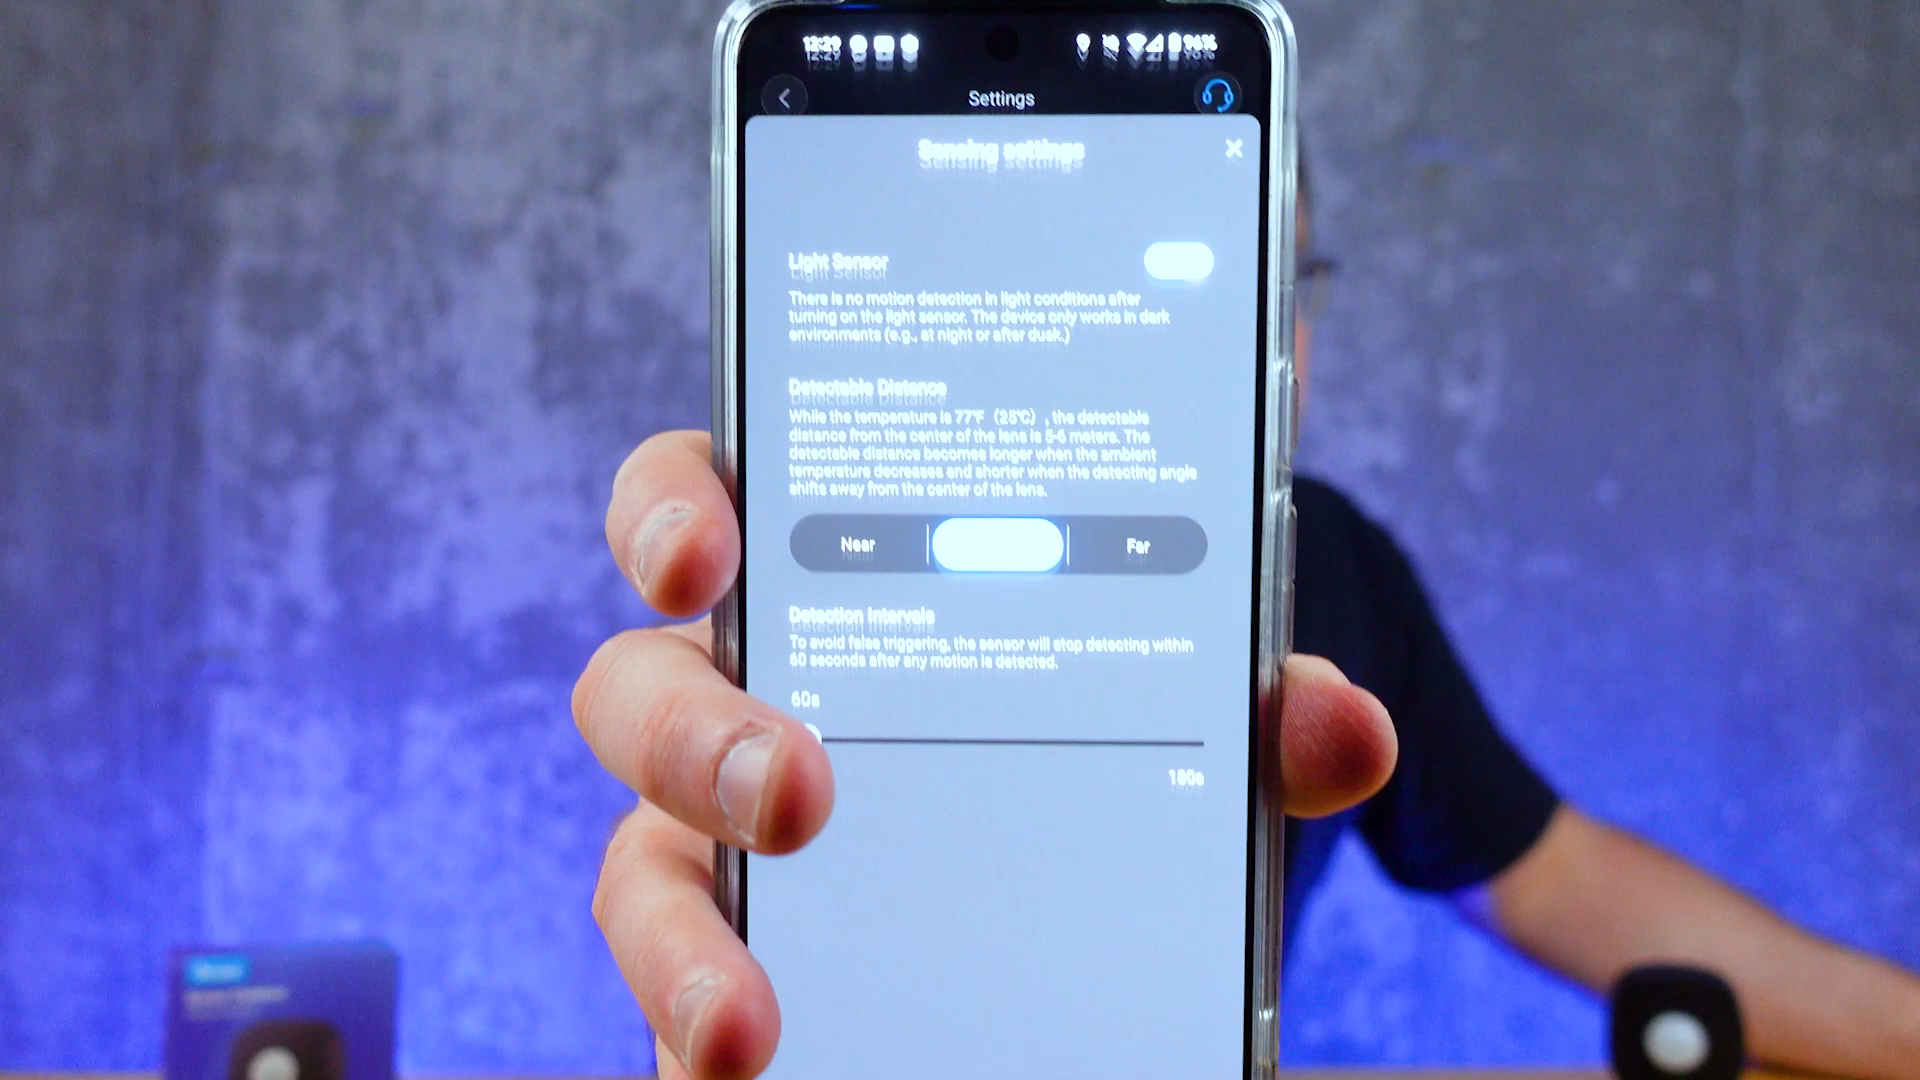 12:29 96%
Settings
Sensing settings
Light Sensor
There is no motion detection in light conditions after
turning on the light sensor. The device only works in dark
environments (e.g., at night or after dusk.)
Detectable Distance
While the temperature is 77°F (25°C) , the detectable
distance from the center of the lens is 5-6 meters. The
detectable distance becomes longer when the ambient
temperature decreases and shorter when the detecting angle
shifts away from the center of the lens.
Near Far
Detection Intervals
To avoid false triggering, the sensor will stop detecting within
60 seconds after any motion is detected.
60s
180s